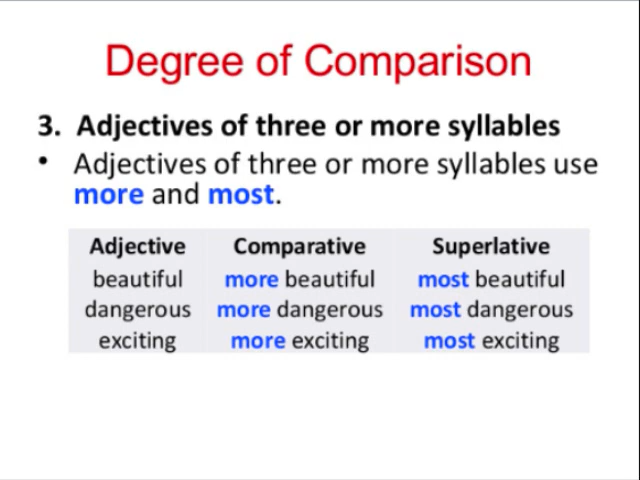 Degree of Comparison
3. Adjectives of three or more syllables
• Adjectives of three or more syllables use
more and most.
Adjective Comparative Superlative
beautiful more beautiful most beautiful
dangerous more dangerous most dangerous
exciting more exciting most exciting